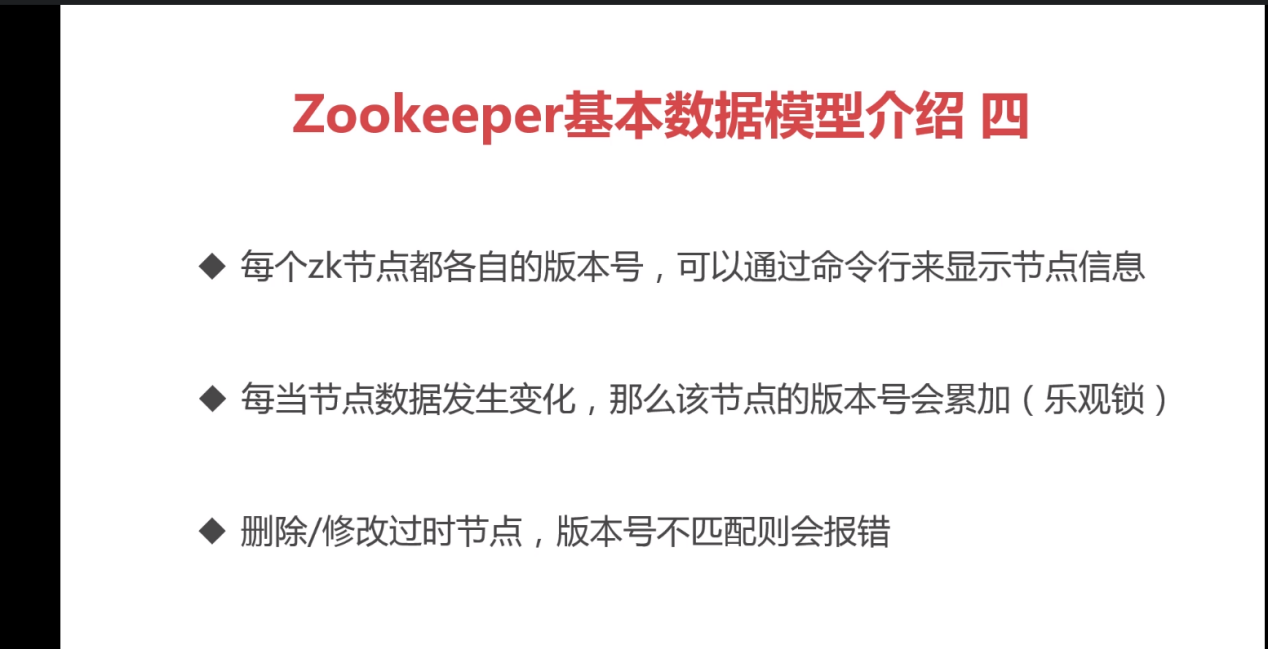 Zookeeper基本数据模型介绍 四
◆ 每个zk节点都各自的版本号，可以通过命令行来显示节点信息
◆ 每当节点数据发生变化，那么该节点的版本号会累加（乐观锁）
◆ 删除/修改过时节点，版本号不匹配则会报错